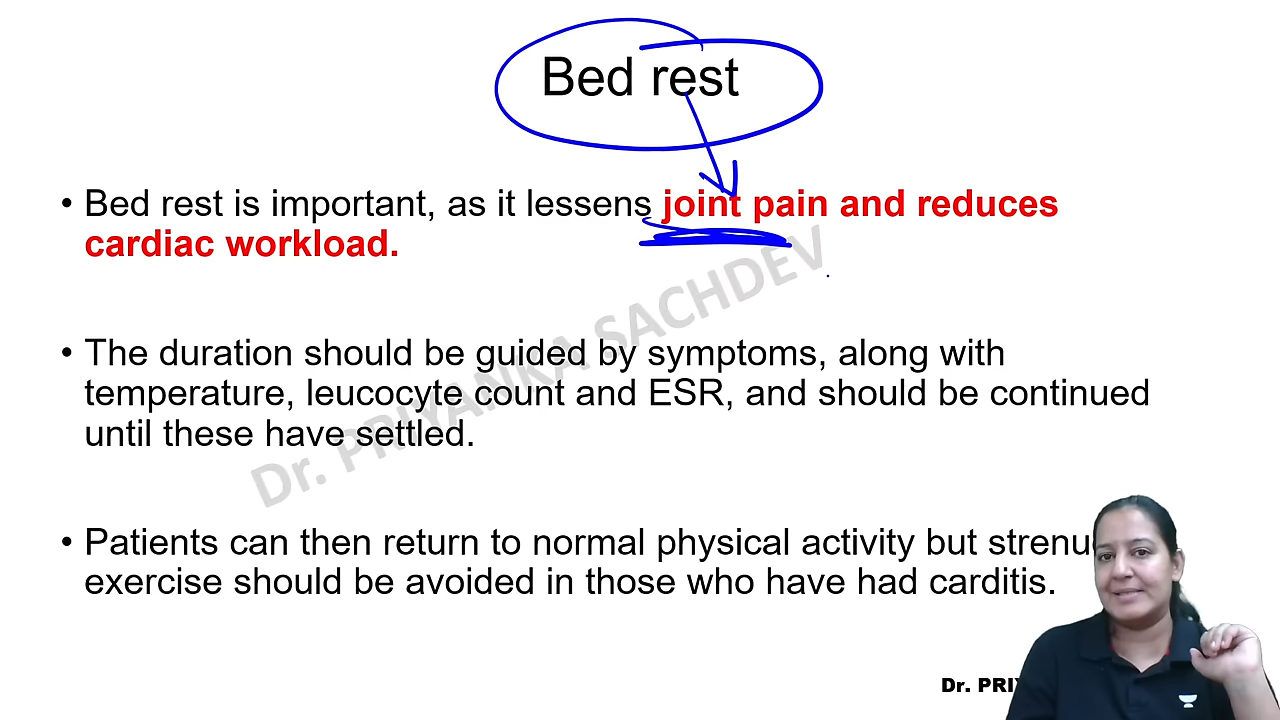 Bed rest
• Bed rest is important, as it lessens joint pain and reduces
cardiac workload.
• The duration should be guided by symptoms, along with
temperature, leucocyte count and ESR, and should be continued
until these have settled.
• Patients can then return to normal physical activity but
exercise should be avoided in those who have had carditis.
Dr. PRIYANKA SACHDEV
Dr.